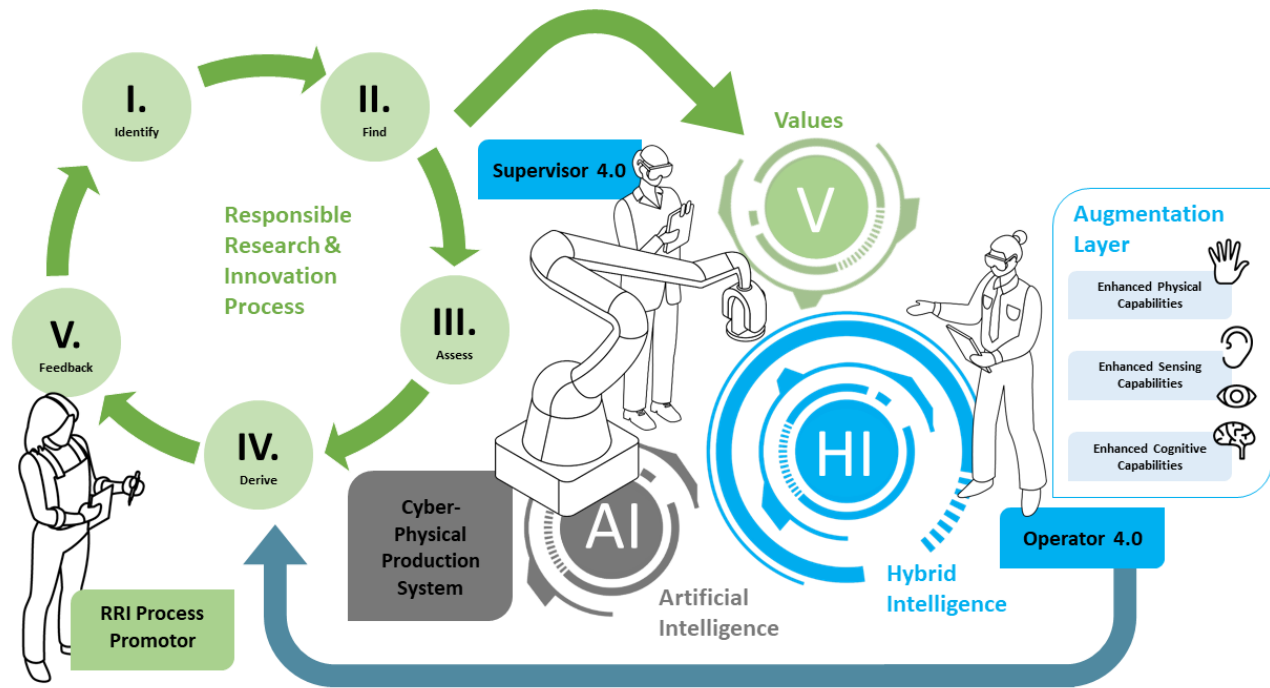 I.
Identify
II.
Find
III.
Assess
IV.
Derive
V.
Feedback
Responsible
Research &
Innovation
Process
RRI Process
Promotor
Supervisor 4.0
Values
V
Cyber-
Physical
Production
System
AI
Artificial
Intelligence
HI
Hybrid
Intelligence
Augmentation
Layer
Enhanced Physical
Capabilities
Enhanced Sensing
Capabilities
Enhanced Cognitive
Capabilities
Operator 4.0